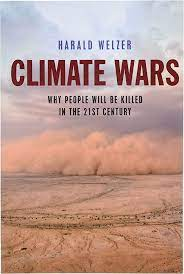 HARALD WELZER
CLIMATE WARS
WHY PEOPLE WILL BE KILLED
IN THE 21ST CENTURY